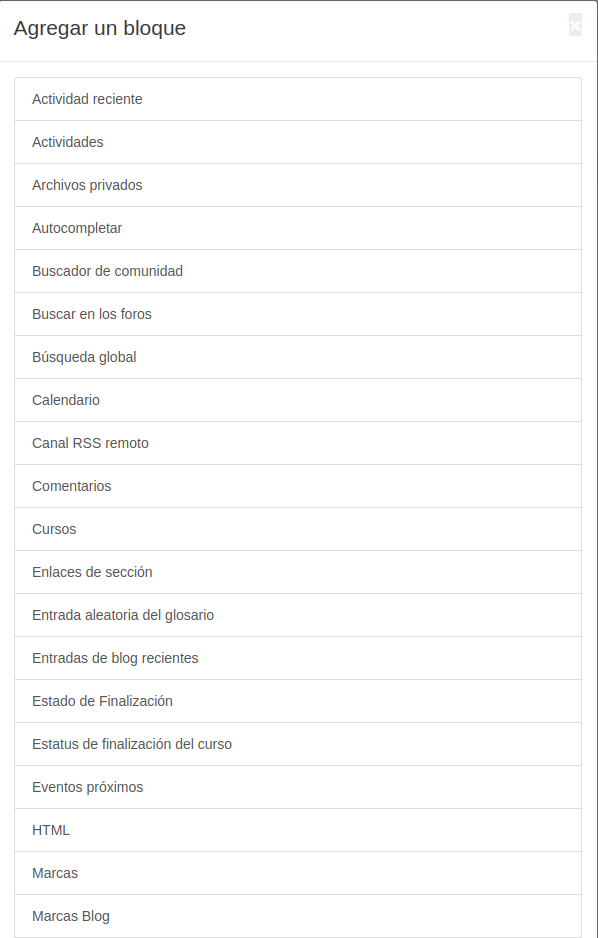 Agregar un bloque
×
Actividad reciente
Actividades
Archivos privados
Autocompletar
Buscador de comunidad
Buscar en los foros
Búsqueda global
Calendario
Canal RSS remoto
Comentarios
Cursos
Enlaces de sección
Entrada aleatoria del glosario
Entradas de blog recientes
Estado de Finalización
Estatus de finalización del curso
Eventos próximos
HTML
Marcas
Marcas Blog